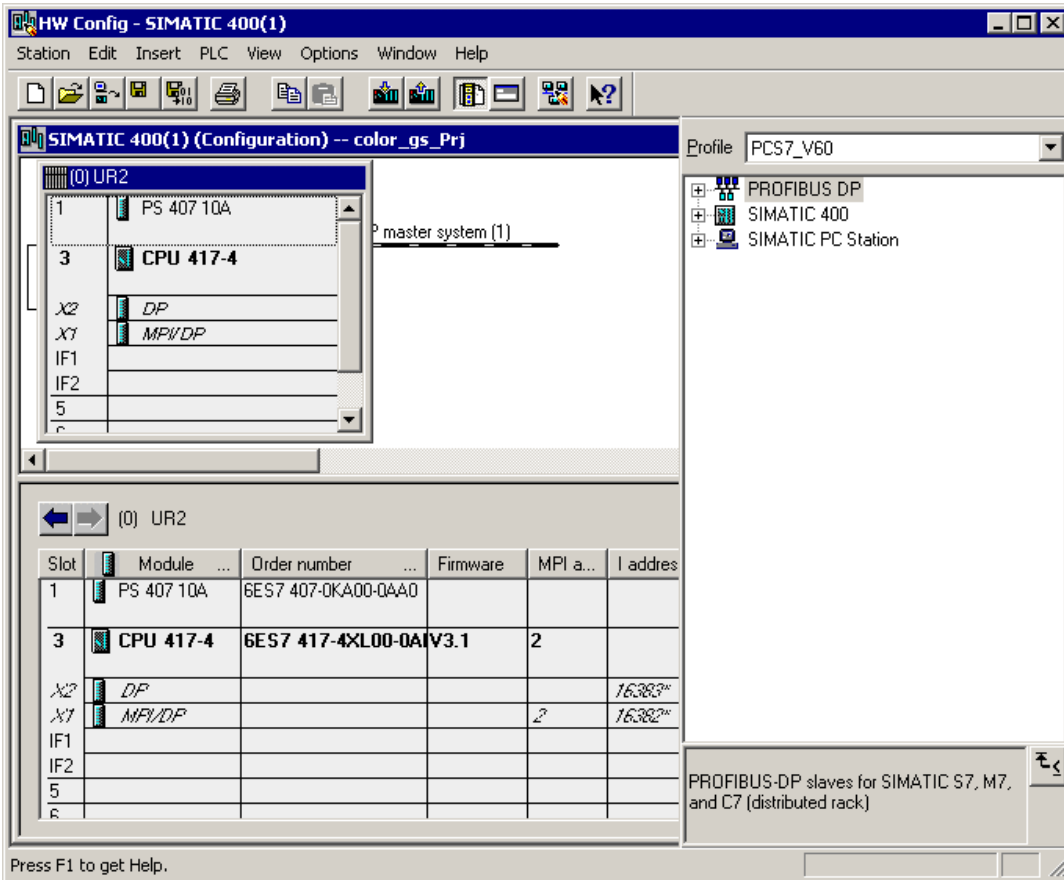 HW Config - SIMATIC 400(1)
Station Edit Insert PLC View Options Window Help
SIMATIC 400(1) (Configuration) -- color_gs_Prj
(0) UR2
1 PS 407 10A
3 CPU 417-4
X2 DP
X1 MPI/DP
IF1
IF2
5
master system (1)
Profile PCS7_V60
PROFIBUS DP
SIMATIC 400
SIMATIC PC Station
(0) UR2
Slot Module ... Order number ... Firmware MPI a... I addres
1 PS 407 10A 6ES7 407-0KA00-0AA0
3 CPU 417-4 6ES7 417-4XL00-0A V3.1 2
X2 DP 16383*
X1 MPI/DP 2 16382*
IF1
IF2
5
6
PROFIBUS-DP slaves for SIMATIC S7, M7,
and C7 (distributed rack)
Press F1 to get Help.